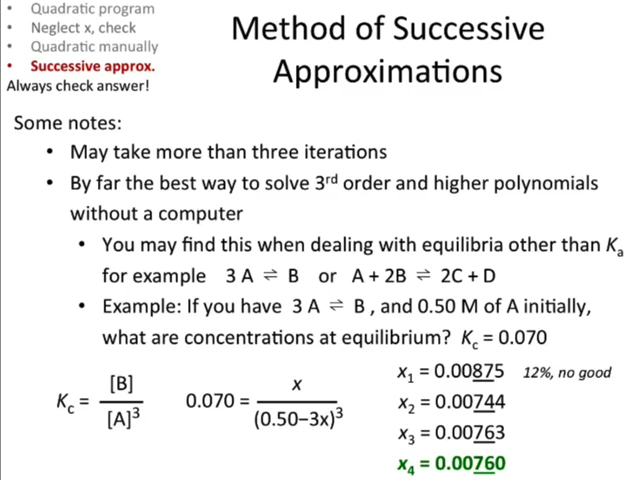 • Quadratic program
• Neglect x, check
• Quadratic manually
• Successive approx.
Always check answer!
Method of Successive
Approximations
Some notes:
• May take more than three iterations
• By far the best way to solve 3rd order and higher polynomials
without a computer
• You may find this when dealing with equilibria other than Ka
for example 3 A ⇌ B or A + 2B ⇌ 2C + D
• Example: If you have 3 A ⇌ B , and 0.50 M of A initially,
what are concentrations at equilibrium? Kc = 0.070
Kc = [B] / [A]³
0.070 = x / (0.50−3x)³
x₁ = 0.00875 12%, no good
x₂ = 0.00744
x₃ = 0.00763
x₄ = 0.00760